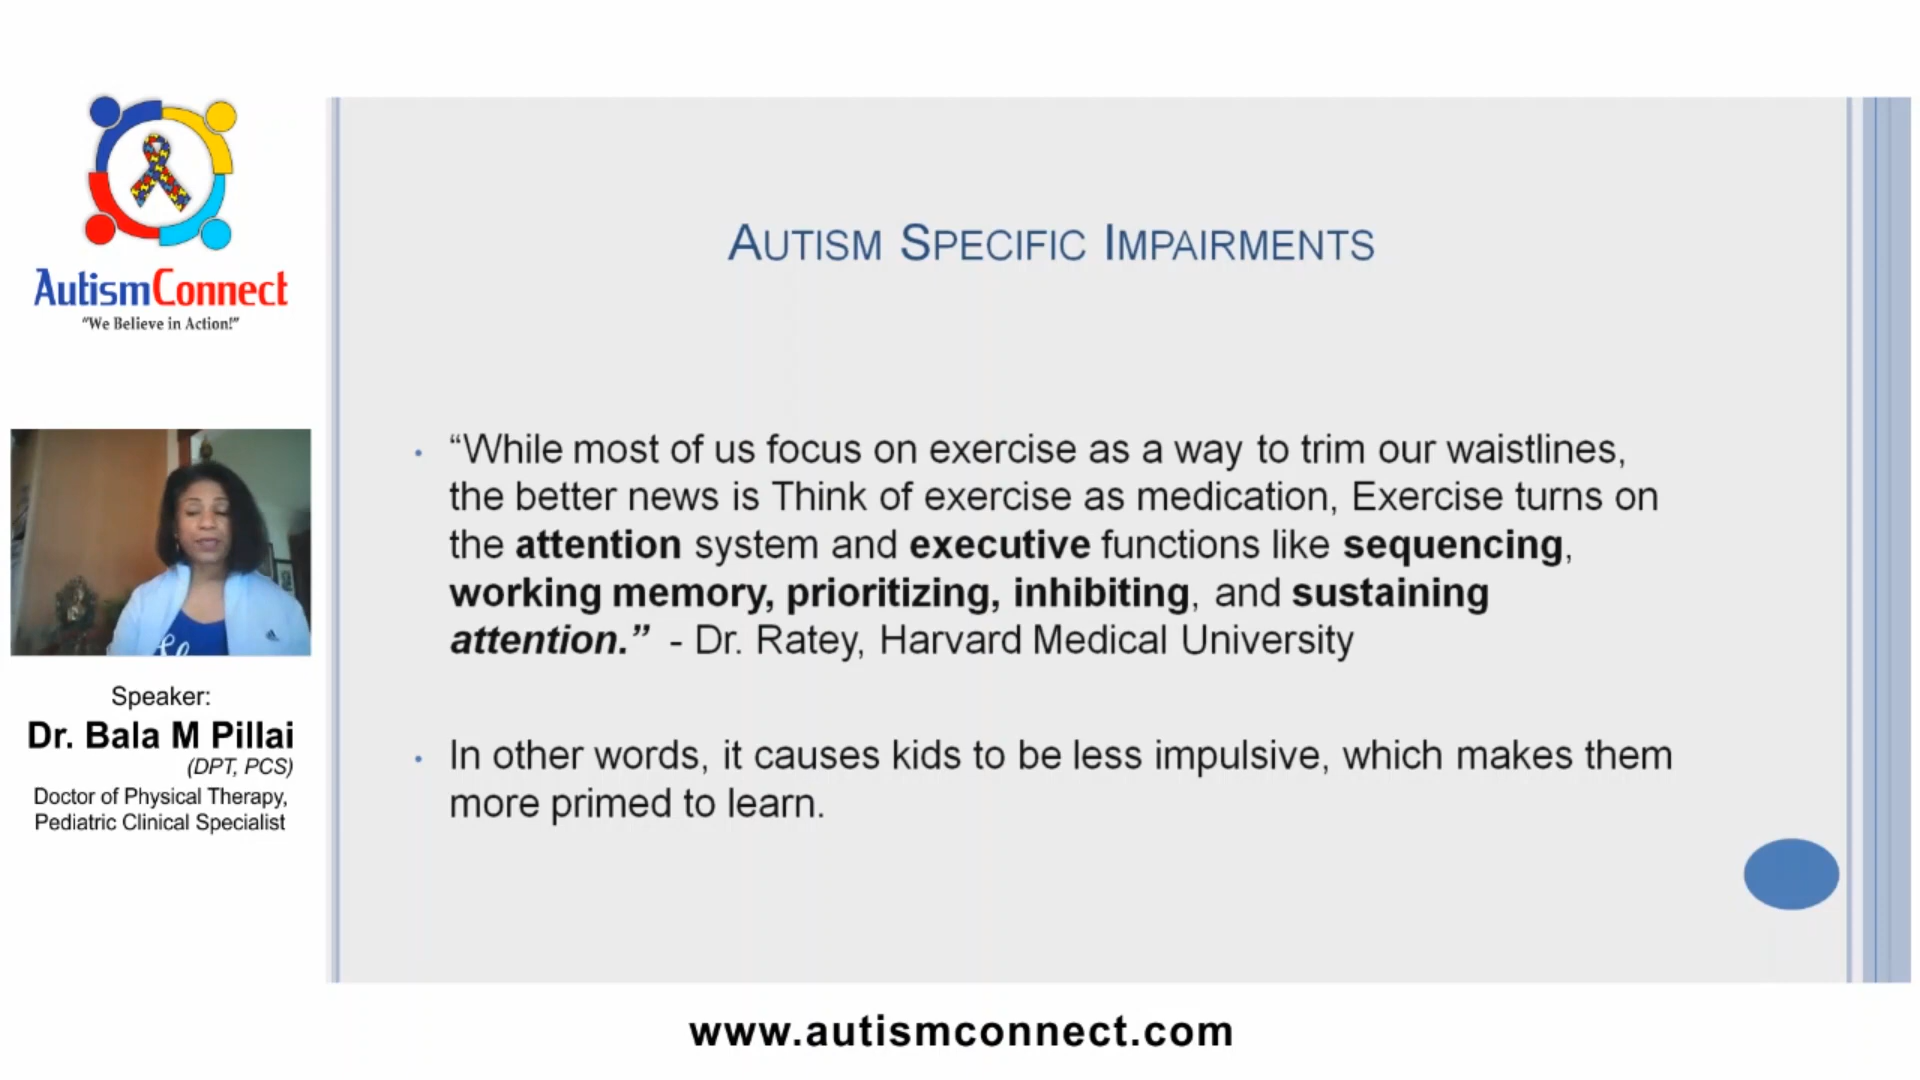 AutismConnect
“We Believe in Action!”
Speaker:
Dr. Bala M Pillai
(DPT, PCS)
Doctor of Physical Therapy,
Pediatric Clinical Specialist
AUTISM SPECIFIC IMPAIRMENTS
• “While most of us focus on exercise as a way to trim our waistlines,
the better news is Think of exercise as medication, Exercise turns on
the attention system and executive functions like sequencing,
working memory, prioritizing, inhibiting, and sustaining
attention.” - Dr. Ratey, Harvard Medical University
• In other words, it causes kids to be less impulsive, which makes them
more primed to learn.
www.autismconnect.com